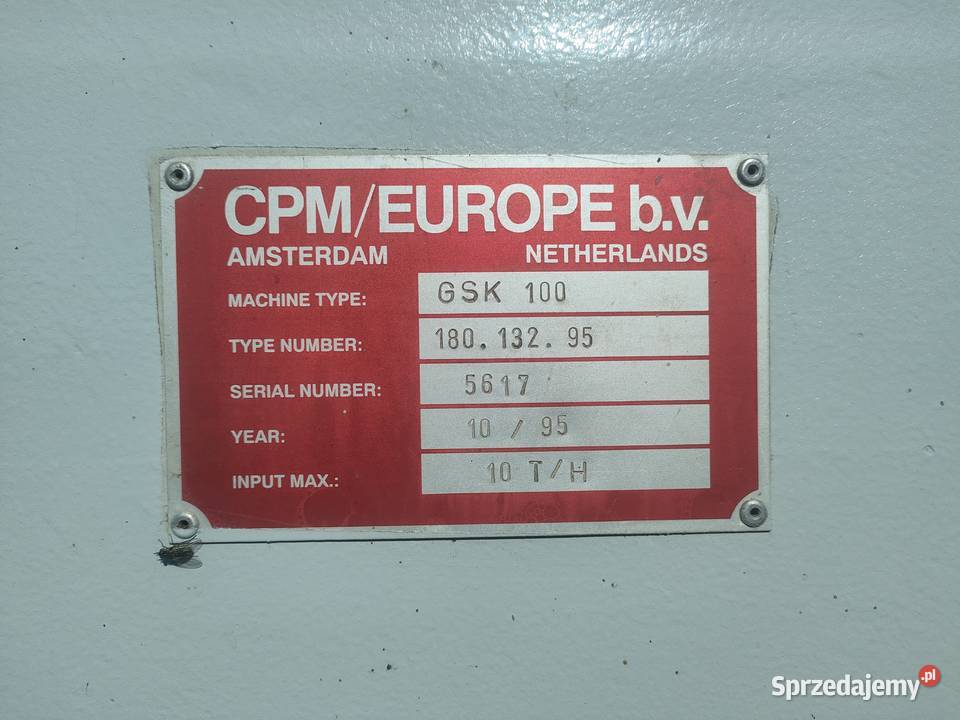 CPM/EUROPE b.v.
AMSTERDAM NETHERLANDS
MACHINE TYPE: GSK 100
TYPE NUMBER: 180.132.95
SERIAL NUMBER: 5617
YEAR: 10 / 95
INPUT MAX.: 10 T/H
Sprzedajemy.pl